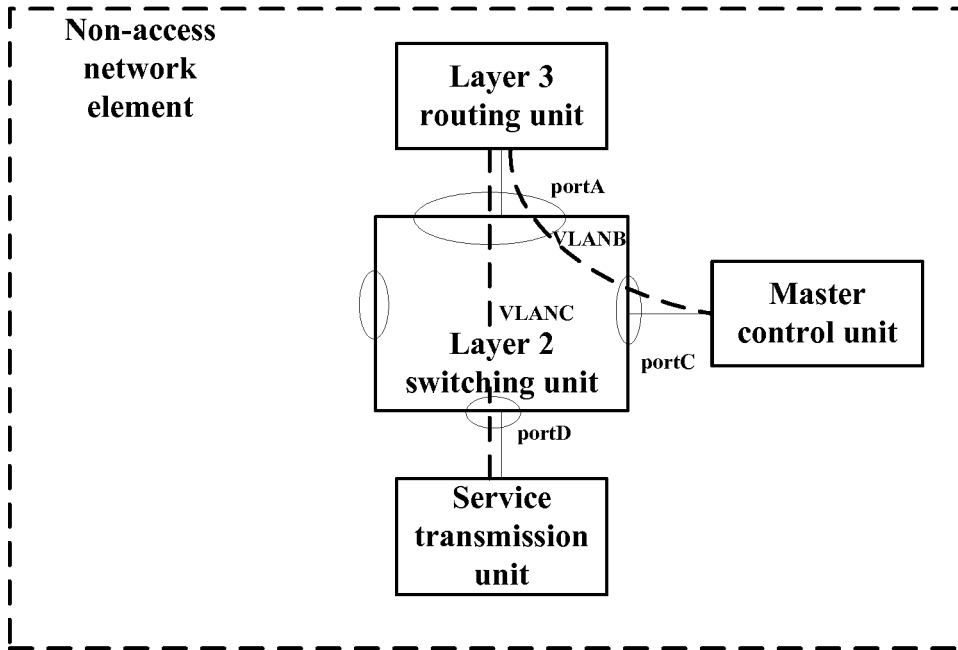 Non-access
network
element
Layer 3
routing unit
portA
VLANB
VLANC
Master
control unit
Layer 2
switching unit
portC
portD
Service
transmission
unit